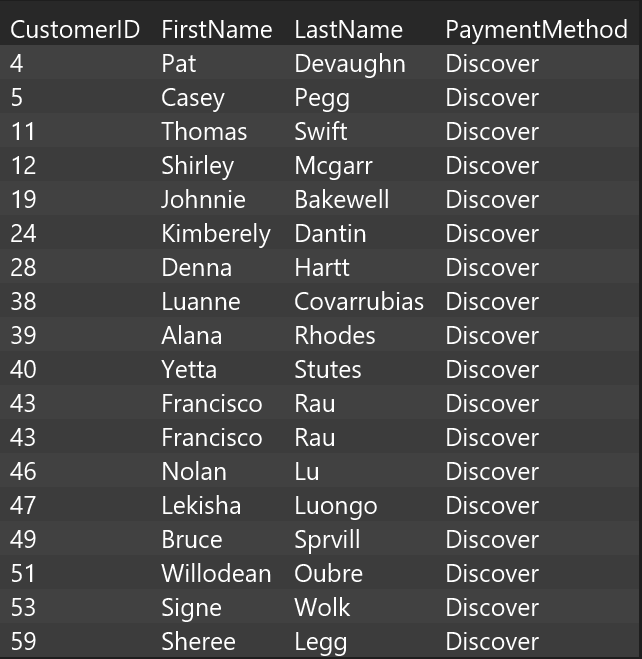 CustomerID FirstName LastName PaymentMethod
4 Pat Devaughn Discover
5 Casey Pegg Discover
11 Thomas Swift Discover
12 Shirley Mcgarr Discover
19 Johnnie Bakewell Discover
24 Kimberely Dantin Discover
28 Denna Hartt Discover
38 Luanne Covarrubias Discover
39 Alana Rhodes Discover
40 Yetta Stutes Discover
43 Francisco Rau Discover
43 Francisco Rau Discover
46 Nolan Lu Discover
47 Lekisha Luongo Discover
49 Bruce Sprvill Discover
51 Willodean Oubre Discover
53 Signe Wolk Discover
59 Sheree Legg Discover